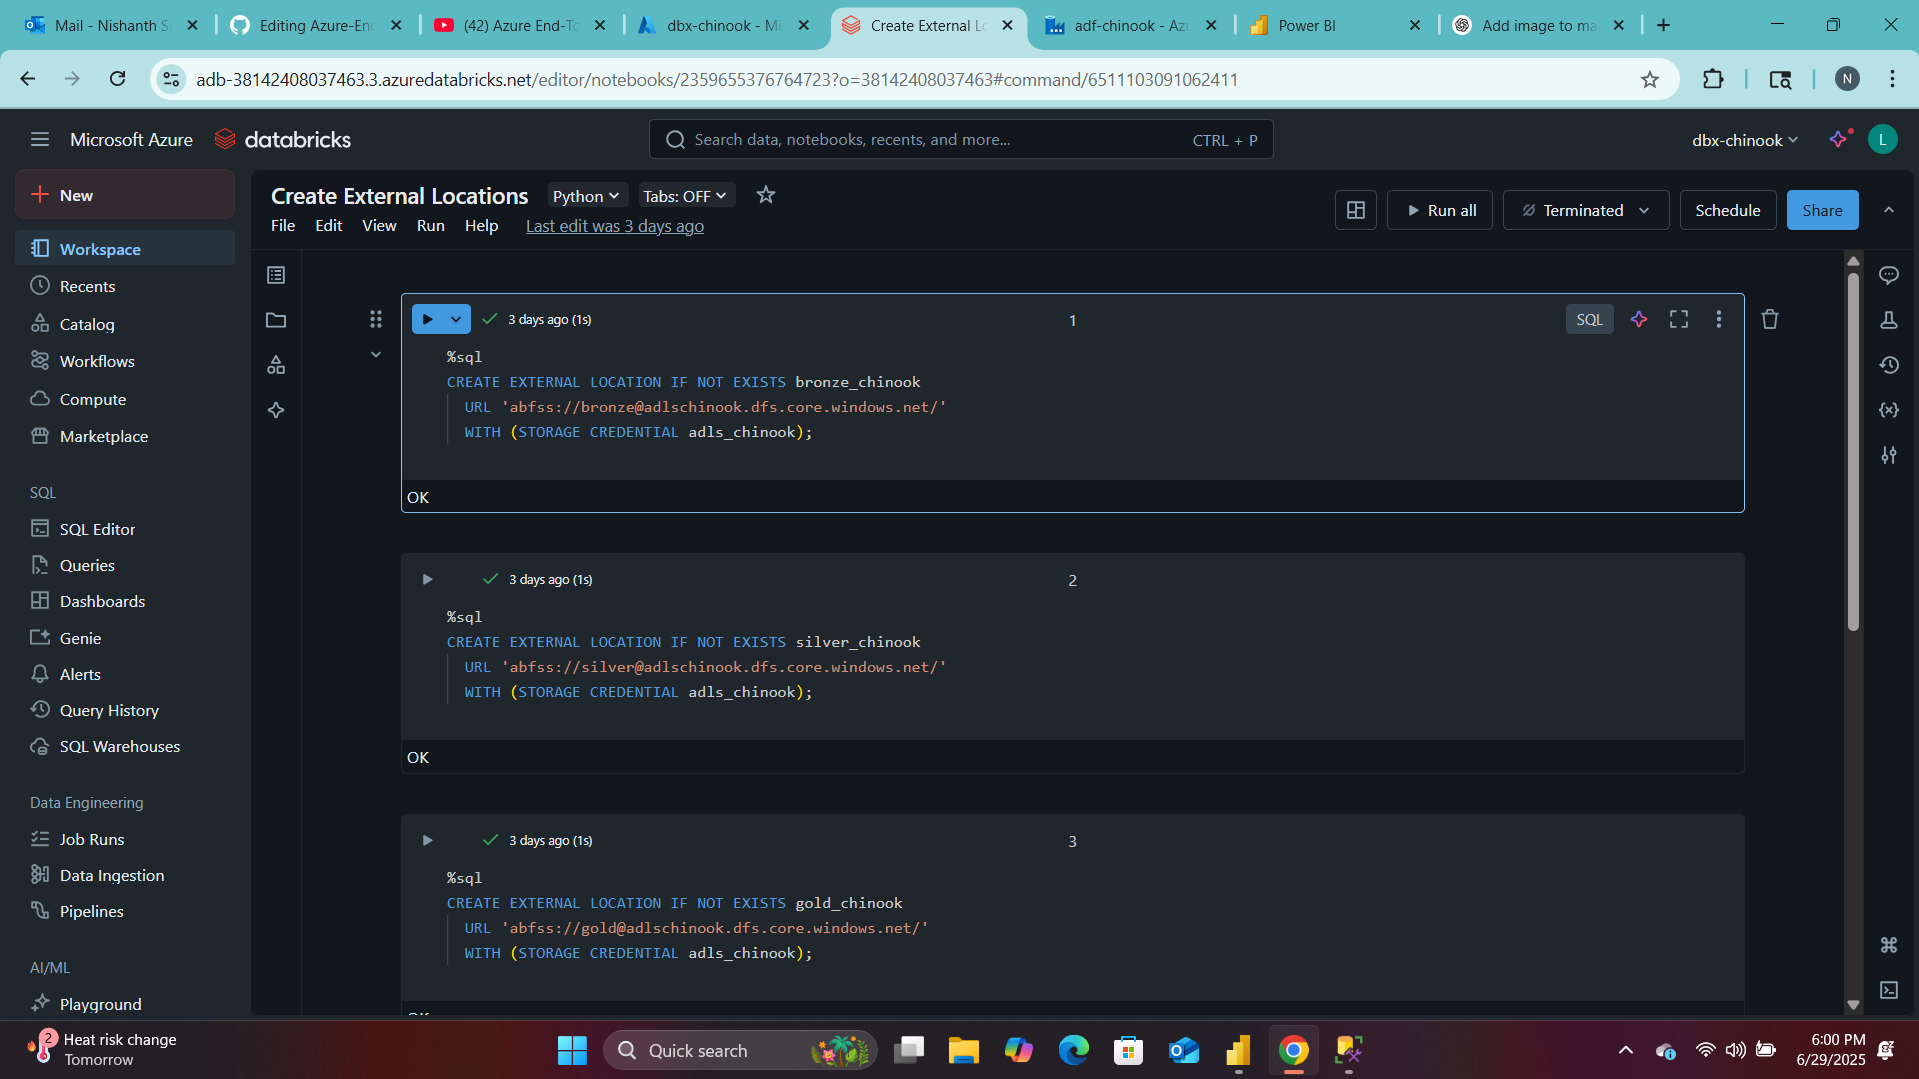 Mail - Nishanth S
Editing Azure-En
(42) Azure End-To
dbx-chinook - Mi
Create External Lo
adf-chinook - Az
Power BI
Add image to ma
adb-38142408037463.3.azuredatabricks.net/editor/notebooks/2359655376764723?o=38142408037463#command/6511103091062411
N
Microsoft Azure
databricks
Search data, notebooks, recents, and more...
CTRL + P
dbx-chinook
L
New
Workspace
Recents
Catalog
Workflows
Compute
Marketplace
SQL
SQL Editor
Queries
Dashboards
Genie
Alerts
Query History
SQL Warehouses
Data Engineering
Job Runs
Data Ingestion
Pipelines
AI/ML
Playground
Create External Locations
Python
Tabs: OFF
File Edit View Run Help Last edit was 3 days ago
Run all
Terminated
Schedule
Share
3 days ago (1s)
1
SQL
%sql
CREATE EXTERNAL LOCATION IF NOT EXISTS bronze_chinook
URL 'abfss://bronze@adlschinook.dfs.core.windows.net/'
WITH (STORAGE CREDENTIAL adls_chinook);
OK
3 days ago (1s)
2
%sql
CREATE EXTERNAL LOCATION IF NOT EXISTS silver_chinook
URL 'abfss://silver@adlschinook.dfs.core.windows.net/'
WITH (STORAGE CREDENTIAL adls_chinook);
OK
3 days ago (1s)
3
%sql
CREATE EXTERNAL LOCATION IF NOT EXISTS gold_chinook
URL 'abfss://gold@adlschinook.dfs.core.windows.net/'
WITH (STORAGE CREDENTIAL adls_chinook);
OK
2
Heat risk change
Tomorrow
Quick search
6:00 PM
6/29/2025